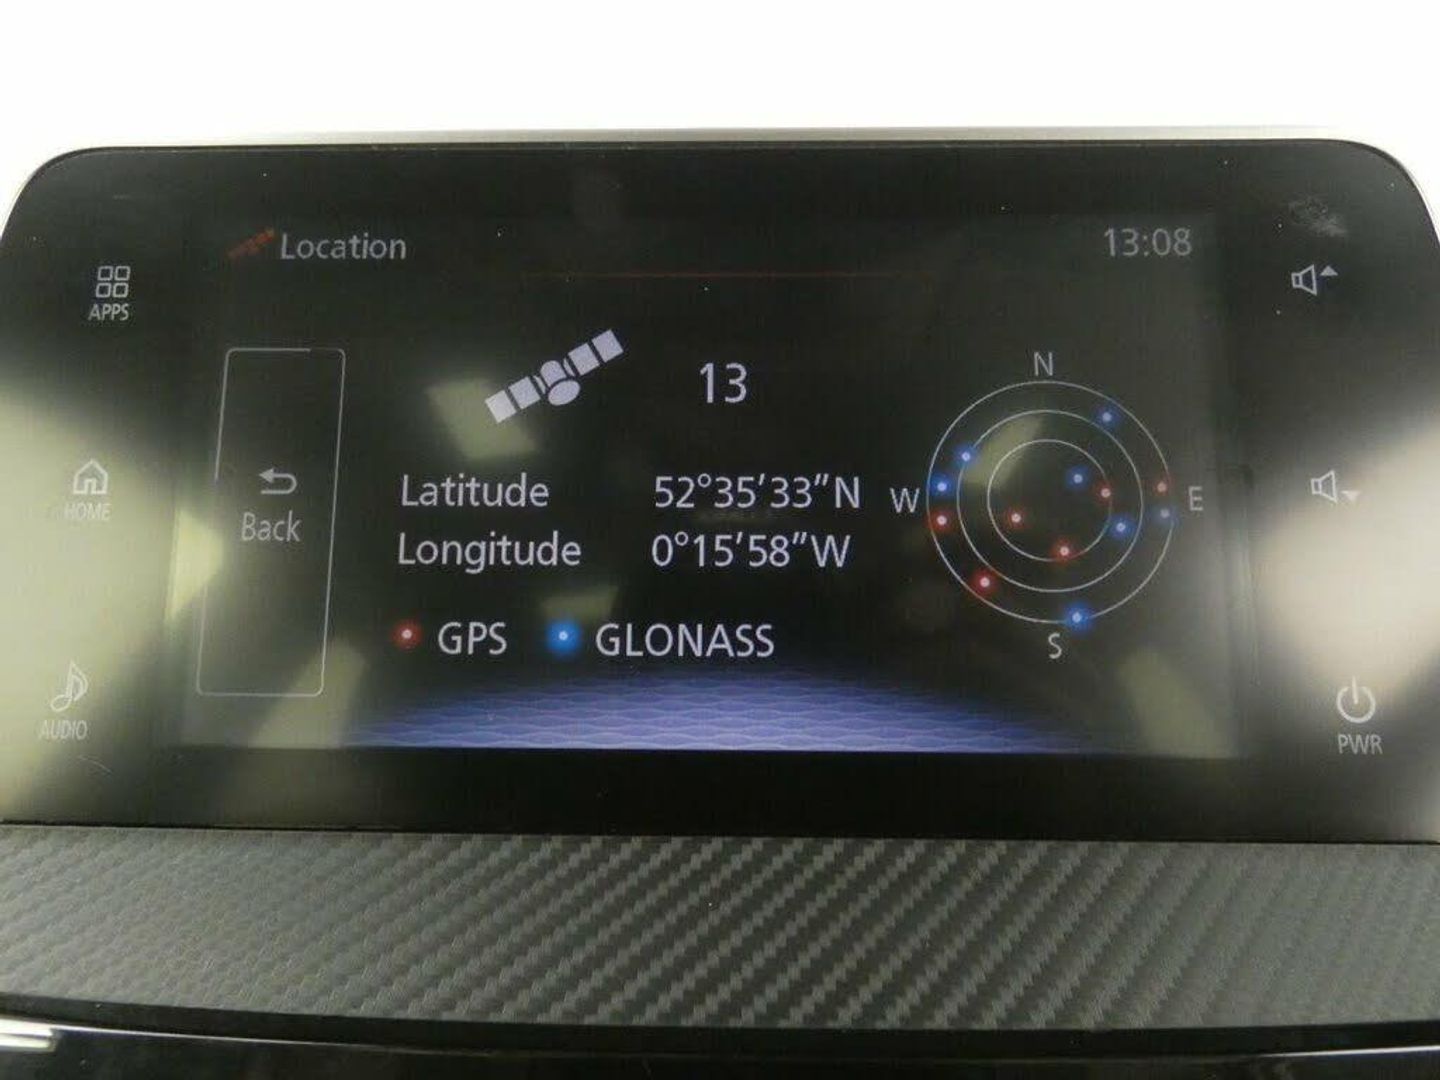 Location
13:08
APPS
N
13
Latitude 52°35’33”N
W
E
HOME
Back
Longitude 0°15’58”W
GPS
GLONASS
S
AUDIO
PWR